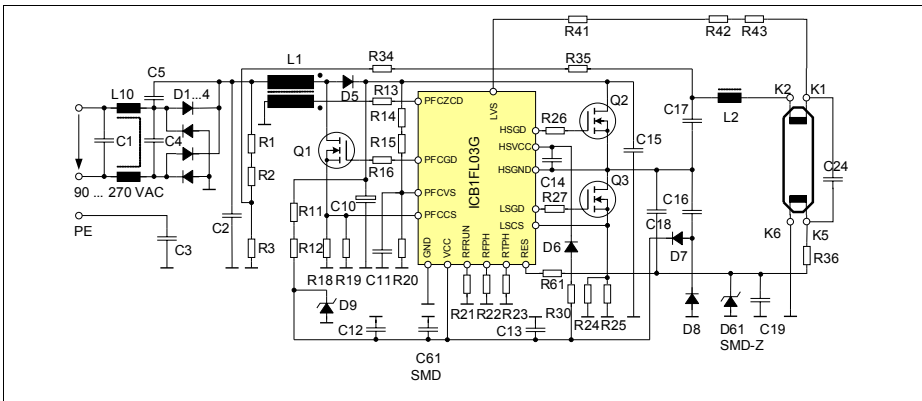 R41 R42 R43
L1 R34 R35
C5
L10 D1...4 D5 R13 PFCZCD LVS Q2 C17 K2 K1
R14 HSGD R26 L2
C1 C4 R1 Q1 R15 HSVCC C15
R2 R16 PFCGD ICB1FL03G HSGND C14 Q3 C24
90 ... 270 VAC PFCVS LSGD R27 C16
R11 C10 PFCCS LSCS C18
PE C2 D6 D7 K6 K5
C3 R3 R12 GND VCC RFRUN RFPH RTPH RES R36
R18 R19 C11 R20 R61
D9 R21 R22 R23 R30 R24 R25 D8 D61 C19
C12 C13 SMD-Z
C61
SMD